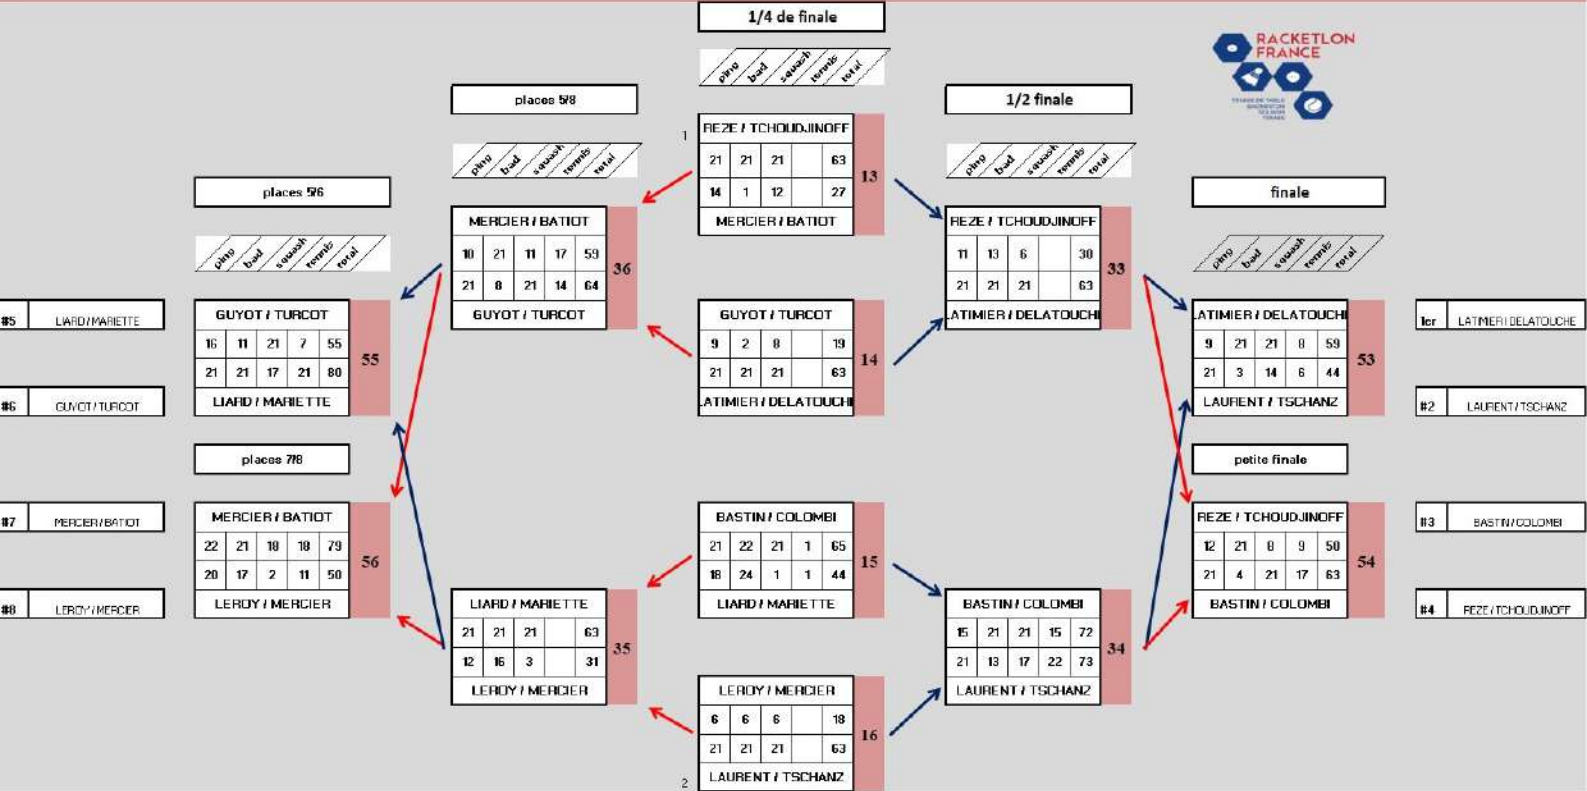 1/4 de finale
ping bad squash tennis total
1
REZE / TCHOUDJINOFF
21 21 21 63
14 1 12 27
MERCIER / BATIOT
13
GUYOT / TURCOT
9 2 8 19
21 21 21 63
LATIMIER / DELATOUCHE
14
BASTIN / COLOMBI
21 22 21 1 65
18 24 1 1 44
LIARD / MARIETTE
15
LEROY / MERCIER
6 6 6 18
21 21 21 63
LAURENT / TSCHANZ
16
2
places 5/8
ping bad squash tennis total
MERCIER / BATIOT
10 21 11 17 59
21 8 21 14 64
GUYOT / TURCOT
36
LIARD / MARIETTE
21 21 21 63
12 16 3 31
LEROY / MERCIER
35
places 5/6
ping bad squash tennis total
GUYOT / TURCOT
16 11 21 7 55
21 21 17 21 80
LIARD / MARIETTE
55
places 7/8
MERCIER / BATIOT
22 21 18 18 79
20 17 2 11 50
LEROY / MERCIER
56
#5 LIARD / MARIETTE
#6 GUYOT / TURCOT
#7 MERCIER / BATIOT
#8 LEROY / MERCIER
1/2 finale
ping bad squash tennis total
REZE / TCHOUDJINOFF
11 13 6 30
21 21 21 63
LATIMIER / DELATOUCHE
33
BASTIN / COLOMBI
15 21 21 15 72
21 13 17 22 73
LAURENT / TSCHANZ
34
RACKETLON
FRANCE
TENNIS DE TABLE
BADMINTON
SQUASH
TENNIS
finale
ping bad squash tennis total
LATIMIER / DELATOUCHE
9 21 21 8 59
21 3 14 6 44
LAURENT / TSCHANZ
53
petite finale
REZE / TCHOUDJINOFF
12 21 8 9 50
21 4 21 17 63
BASTIN / COLOMBI
54
1er LATIMIER / DELATOUCHE
#2 LAURENT / TSCHANZ
#3 BASTIN / COLOMBI
#4 REZE / TCHOUDJINOFF